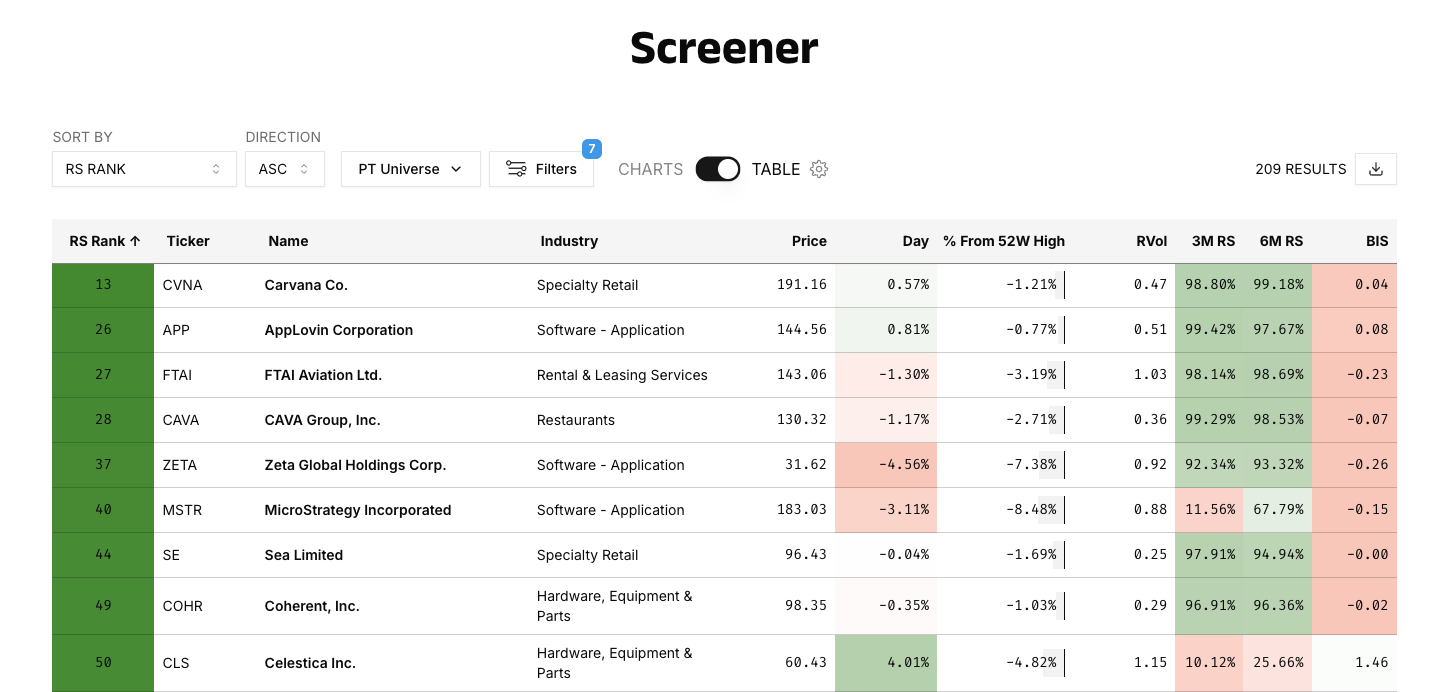 Screener
SORT BY DIRECTION
7
RS RANK ASC PT Universe Filters CHARTS TABLE 209 RESULTS
RS Rank ↑ Ticker Name Industry Price Day % From 52W High RVol 3M RS 6M RS BIS
13 CVNA Carvana Co. Specialty Retail 191.16 0.57% -1.21% 0.47 98.80% 99.18% 0.04
26 APP AppLovin Corporation Software - Application 144.56 0.81% -0.77% 0.51 99.42% 97.67% 0.08
27 FTAI FTAI Aviation Ltd. Rental & Leasing Services 143.06 -1.30% -3.19% 1.03 98.14% 98.69% -0.23
28 CAVA CAVA Group, Inc. Restaurants 130.32 -1.17% -2.71% 0.36 99.29% 98.53% -0.07
37 ZETA Zeta Global Holdings Corp. Software - Application 31.62 -4.56% -7.38% 0.92 92.34% 93.32% -0.26
40 MSTR MicroStrategy Incorporated Software - Application 183.03 -3.11% -8.48% 0.88 11.56% 67.79% -0.15
44 SE Sea Limited Specialty Retail 96.43 -0.04% -1.69% 0.25 97.91% 94.94% -0.00
49 COHR Coherent, Inc. Hardware, Equipment & 98.35 -0.35% -1.03% 0.29 96.91% 96.36% -0.02
Parts
50 CLS Celestica Inc. Hardware, Equipment & 60.43 4.01% -4.82% 1.15 10.12% 25.66% 1.46
Parts